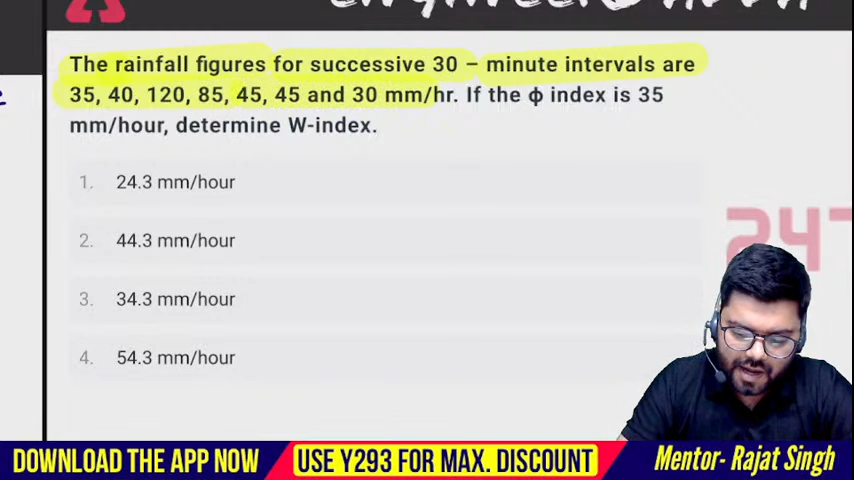 The rainfall figures for successive 30 – minute intervals are
35, 40, 120, 85, 45, 45 and 30 mm/hr. If the ϕ index is 35
mm/hour, determine W-index.
1. 24.3 mm/hour
2. 44.3 mm/hour
3. 34.3 mm/hour
4. 54.3 mm/hour
DOWNLOAD THE APP NOW
USE Y293 FOR MAX. DISCOUNT
Mentor- Rajat Singh